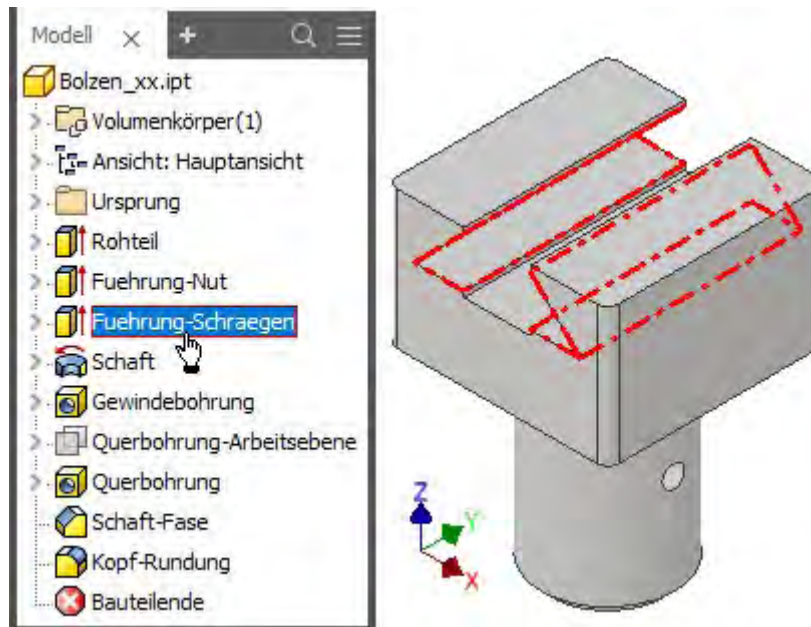 Modell
Bolzen_xx.ipt
Volumenkörper(1)
Ansicht: Hauptansicht
Ursprung
Rohteil
Fuehrung-Nut
Fuehrung-Schraegen
Schaft
Gewindebohrung
Querbohrung-Arbeitsebene
Querbohrung
Schaft-Fase
Kopf-Rundung
Bauteilende
Z
Y
X